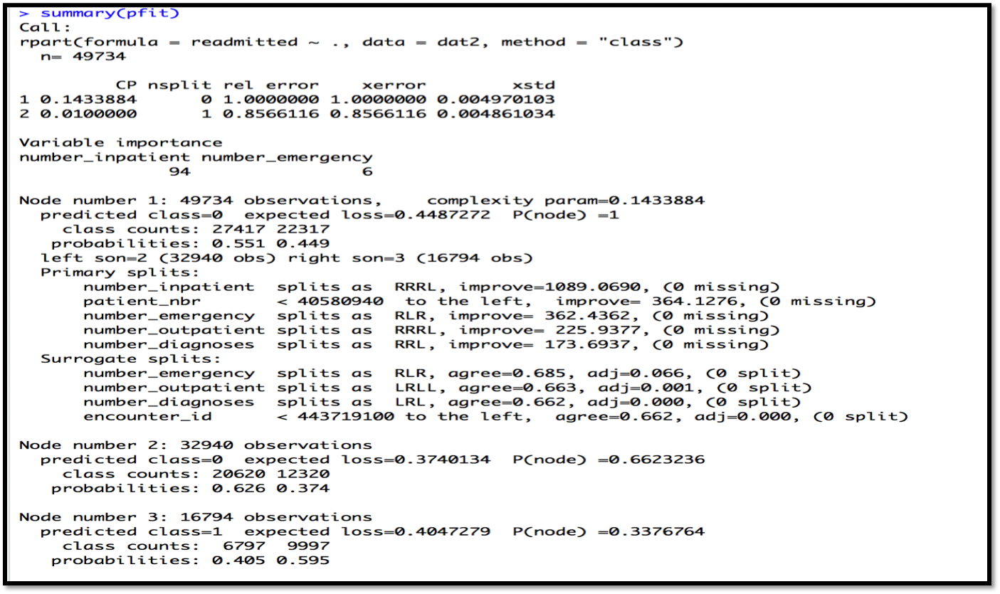 > summary(pfit)
Call:
rpart(formula = readmitted ~ ., data = dat2, method = "class")
  n= 49734

         CP nsplit rel error    xerror        xstd
1 0.1433884      0 1.0000000 1.0000000 0.004970103
2 0.0100000      1 0.8566116 0.8566116 0.004861034

Variable importance
number_inpatient number_emergency
              94                6

Node number 1: 49734 observations,    complexity param=0.1433884
  predicted class=0  expected loss=0.4487272  P(node) =1
    class counts: 27417 22317
   probabilities: 0.551 0.449
  left son=2 (32940 obs) right son=3 (16794 obs)
  Primary splits:
      number_inpatient  splits as  RRRL, improve=1089.0690, (0 missing)
      patient_nbr       < 40580940  to the left,  improve= 364.1276, (0 missing)
      number_emergency  splits as  RLR, improve= 362.4362, (0 missing)
      number_outpatient splits as  RRRL, improve= 225.9377, (0 missing)
      number_diagnoses  splits as  RRL, improve= 173.6937, (0 missing)
  Surrogate splits:
      number_emergency  splits as  RLR, agree=0.685, adj=0.066, (0 split)
      number_outpatient splits as  LRLL, agree=0.663, adj=0.001, (0 split)
      number_diagnoses  splits as  LRL, agree=0.662, adj=0.000, (0 split)
      encounter_id      < 443719100 to the left,  agree=0.662, adj=0.000, (0 split)

Node number 2: 32940 observations
  predicted class=0  expected loss=0.3740134  P(node) =0.6623236
    class counts: 20620 12320
   probabilities: 0.626 0.374

Node number 3: 16794 observations
  predicted class=1  expected loss=0.4047279  P(node) =0.3376764
    class counts:  6797  9997
   probabilities: 0.405 0.595